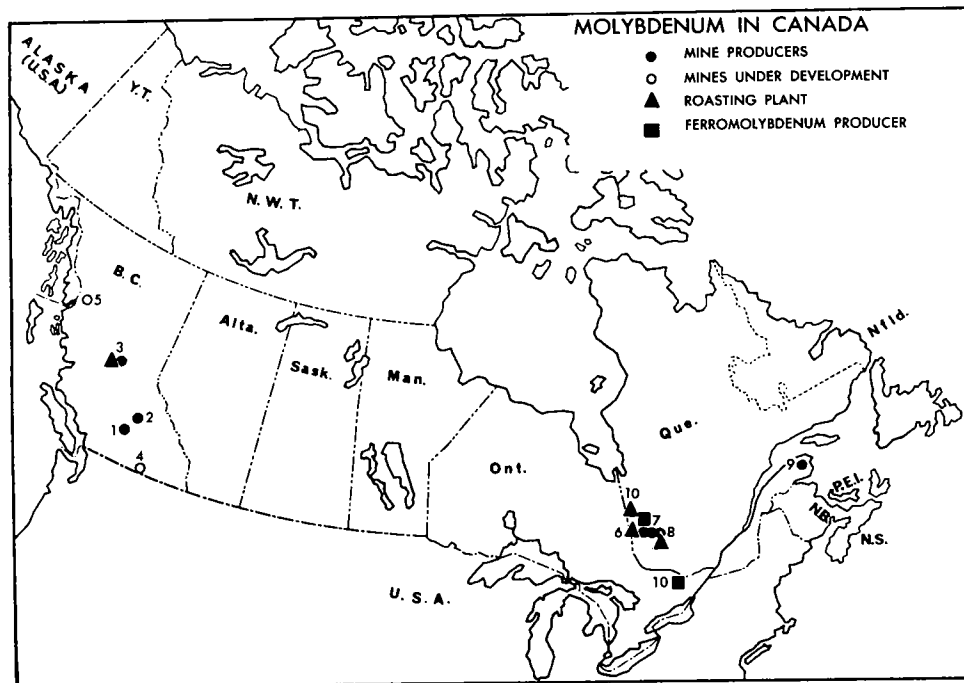 MOLYBDENUM IN CANADA
MINE PRODUCERS
MINES UNDER DEVELOPMENT
ROASTING PLANT
FERROMOLYBDENUM PRODUCER
ALASKA
(U.S.A.)
Y.T.
N.W.T.
B.C.
5
Alta.
Sask.
Man.
Nfld.
3
2
1
4
Ont.
Que.
9
P.E.I.
N.B.
N.S.
10
7
6
8
10
U.S.A.